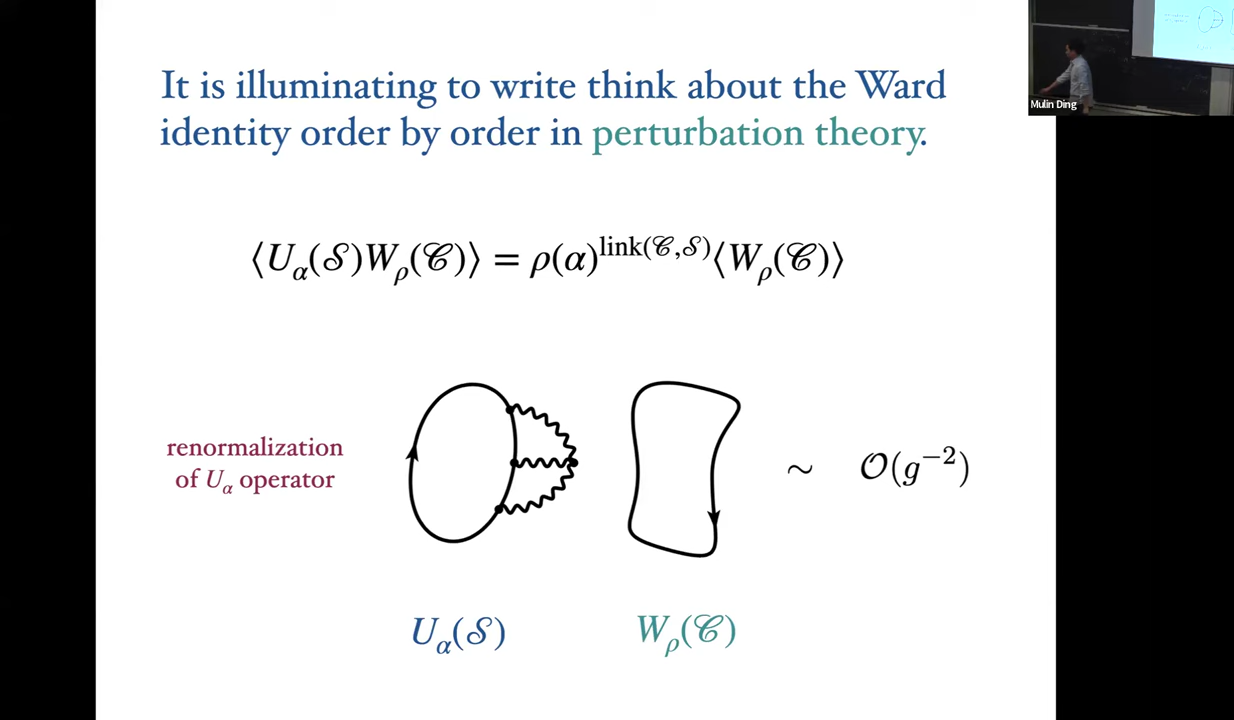 It is illuminating to write think about the Ward
identity order by order in perturbation theory.
⟨U_α(𝒮)W_ρ(𝒞)⟩ = ρ(α)^{link(𝒞,𝒮)}⟨W_ρ(𝒞)⟩
renormalization
of U_α operator
~ 𝒪(g⁻²)
U_α(𝒮) W_ρ(𝒞)
Mulin Ding